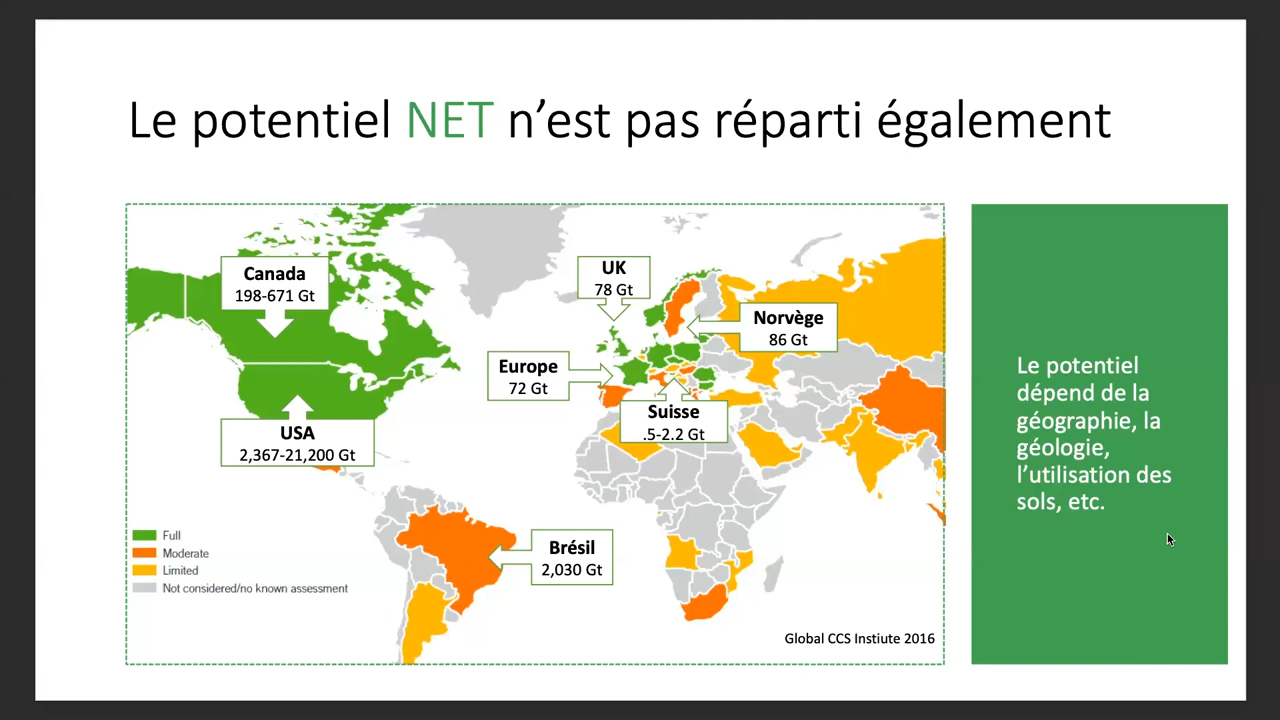 Le potentiel NET n’est pas réparti également
Canada
198-671 Gt
UK
78 Gt
Norvège
86 Gt
Europe
72 Gt
Suisse
.5-2.2 Gt
USA
2,367-21,200 Gt
Brésil
2,030 Gt
Full
Moderate
Limited
Not considered/no known assessment
Global CCS Instiute 2016
Le potentiel
dépend de la
géographie, la
géologie,
l’utilisation des
sols, etc.